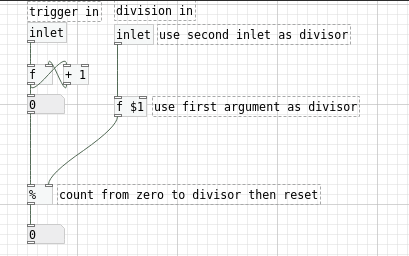 trigger in
division in
inlet
inlet
use second inlet as divisor
f
+ 1
0
f $1
use first argument as divisor
%
count from zero to divisor then reset
0